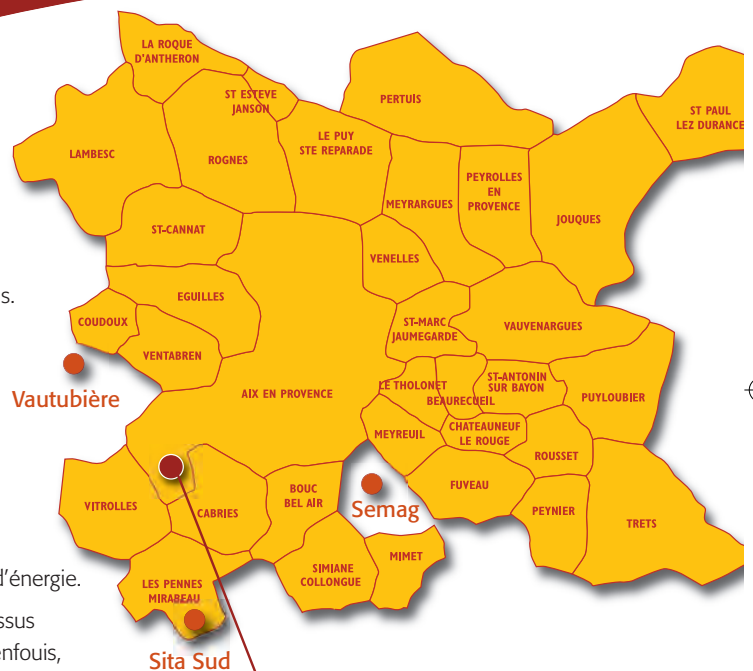 LA ROQUE
D'ANTHERON
ST ESTEVE
JANSON
PERTUIS
ST PAUL
LEZ DURANCE
LE PUY
STE REPARADE
LAMBESC
ROGNES
PEYROLLES
EN
PROVENCE
MEYRARGUES
JOUQUES
ST-CANNAT
VENELLES
s.
EGUILLES
COUDOUX
ST-MARC
JAUMEGARDE
VAUVENARGUES
VENTABREN
Vautubière
AIX EN PROVENCE
LE THOLONET
BEAURECUEIL
ST-ANTONIN
SUR BAYON
PUYLOUBIER
MEYREUIL
CHATEAUNEUF
LE ROUGE
ROUSSET
VITROLLES
CABRIES
BOUC
BEL AIR
Semag
FUVEAU
PEYNIER
TRETS
d'énergie.
LES PENNES
MIRABEAU
SIMIANE
COLLONGUE
MIMET
ssus
enfouis,
Sita Sud